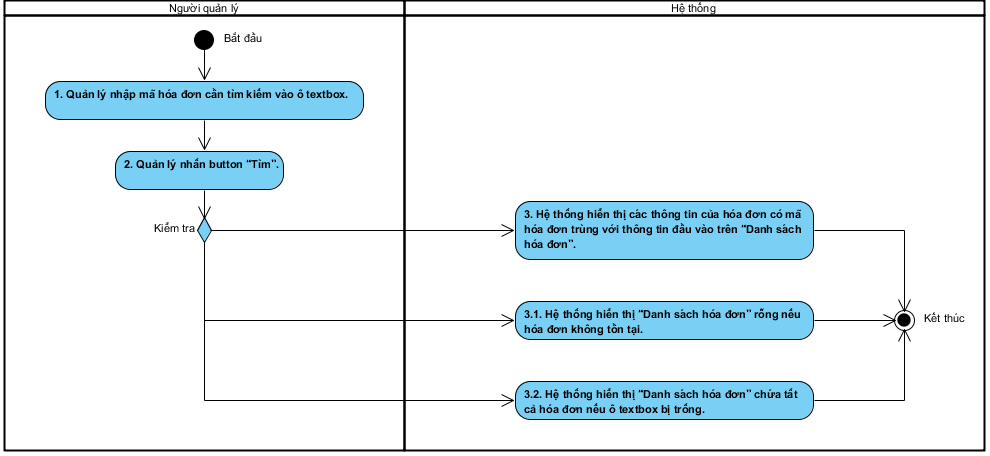 Người quản lý
Hệ thống
Bắt đầu
1. Quản lý nhập mã hóa đơn cần tìm kiếm vào ô textbox.
2. Quản lý nhấn button "Tìm".
Kiểm tra
3. Hệ thống hiển thị các thông tin của hóa đơn có mã
hóa đơn trùng với thông tin đầu vào trên "Danh sách
hóa đơn".
3.1. Hệ thống hiển thị "Danh sách hóa đơn" rỗng nếu
hóa đơn không tồn tại.
Kết thúc
3.2. Hệ thống hiển thị "Danh sách hóa đơn" chứa tất
cả hóa đơn nếu ô textbox bị trống.